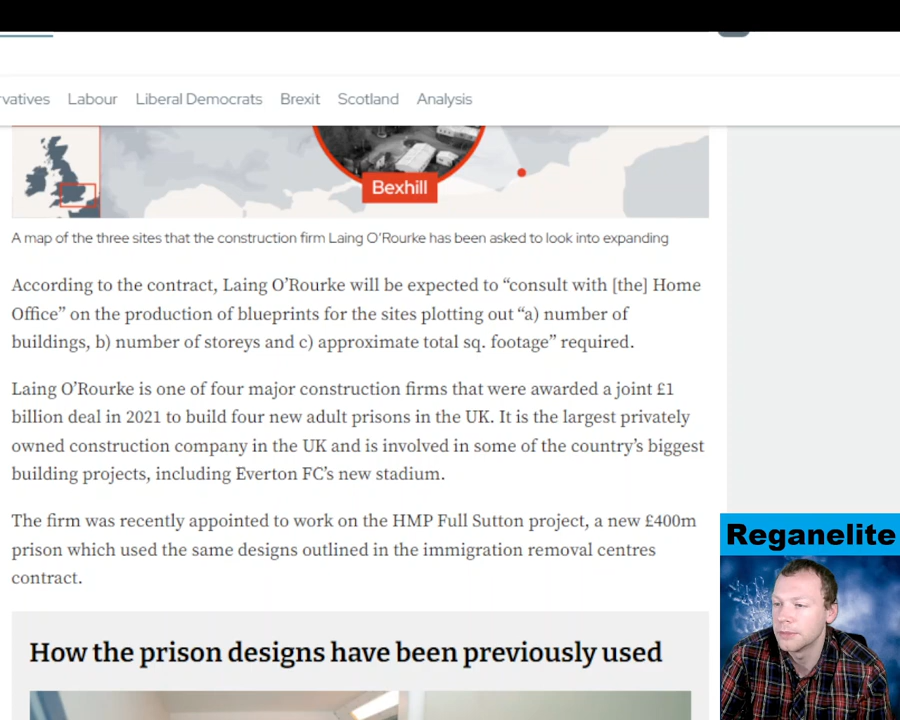 Labour Liberal Democrats Brexit Scotland Analysis
Bexhill
A map of the three sites that the construction firm Laing O’Rourke has been asked to look into expanding
According to the contract, Laing O’Rourke will be expected to “consult with [the] Home
Office” on the production of blueprints for the sites plotting out “a) number of
buildings, b) number of storeys and c) approximate total sq. footage” required.
Laing O’Rourke is one of four major construction firms that were awarded a joint £1
billion deal in 2021 to build four new adult prisons in the UK. It is the largest privately
owned construction company in the UK and is involved in some of the country’s biggest
building projects, including Everton FC’s new stadium.
The firm was recently appointed to work on the HMP Full Sutton project, a new £400m
prison which used the same designs outlined in the immigration removal centres
contract.
Reganelite
How the prison designs have been previously used